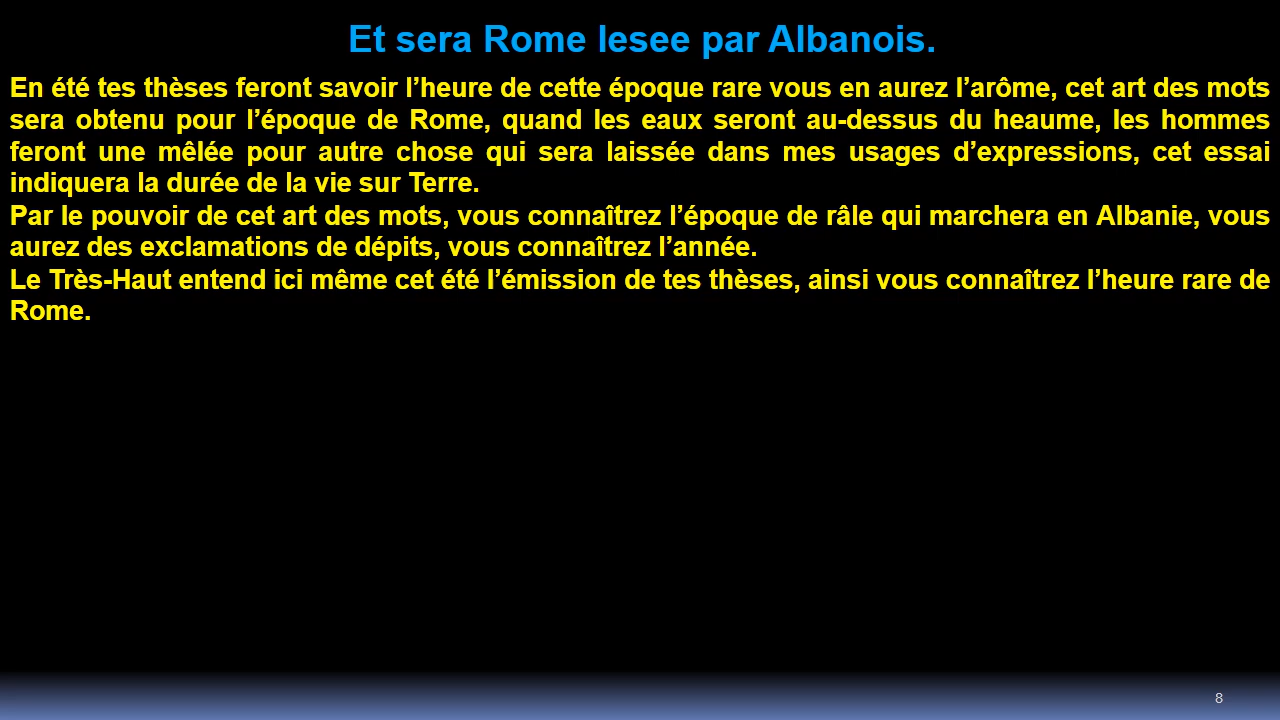 Et sera Rome lesee par Albanois.
En été tes thèses feront savoir l’heure de cette époque rare vous en aurez l’arôme, cet art des mots
sera obtenu pour l’époque de Rome, quand les eaux seront au-dessus du heaume, les hommes
feront une mêlée pour autre chose qui sera laissée dans mes usages d’expressions, cet essai
indiquera la durée de la vie sur Terre.
Par le pouvoir de cet art des mots, vous connaîtrez l’époque de râle qui marchera en Albanie, vous
aurez des exclamations de dépits, vous connaîtrez l’année.
Le Très-Haut entend ici même cet été l’émission de tes thèses, ainsi vous connaîtrez l’heure rare de
Rome.
8